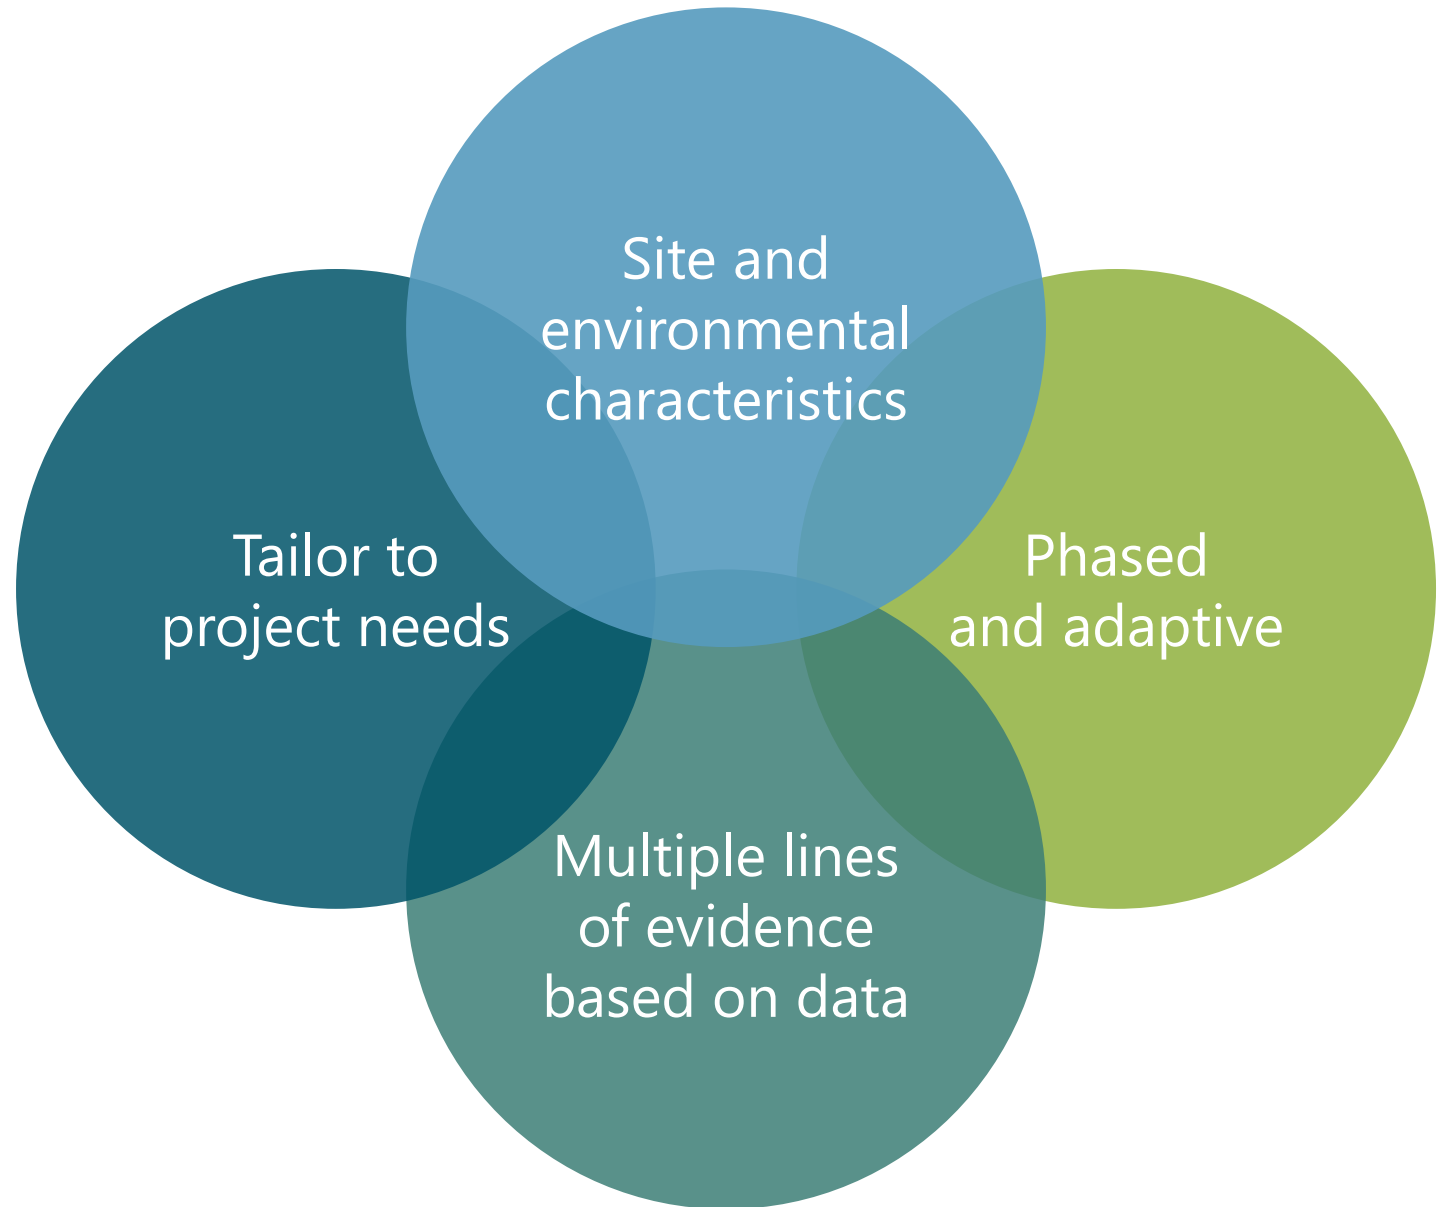 Site and
environmental
characteristics
Tailor to
project needs
Phased
and adaptive
Multiple lines
of evidence
based on data